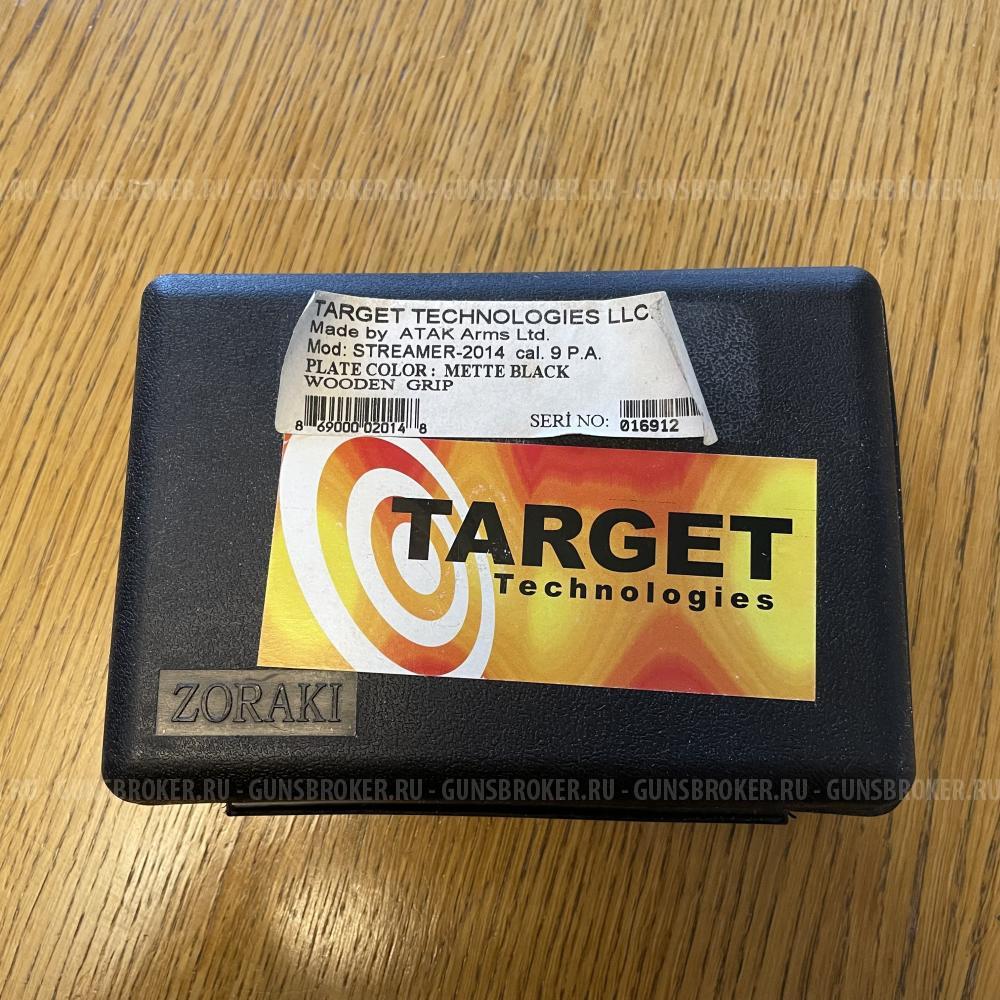 RU - GUNSBROKER.RU - GUNSBROKER.RU - GUNSBROKER.RU - GUNSBROKER.RU - GUNSBROKER.RU
TARGET TECHNOLOGIES LLC.
Made by ATAK Arms Ltd.
Mod: STREAMER-2014 cal. 9 P.A.
PLATE COLOR: METTE BLACK
WOODEN GRIP
8 69000 02014 8
SERİ NO: 016912
TARGET
Technologies
ZORAKI
RU - GUNSBROKER.RU - GUNSBROKER.RU - GUNSBROKER.RU - GUNSBROKER.RU - GUNSBROKER.RU